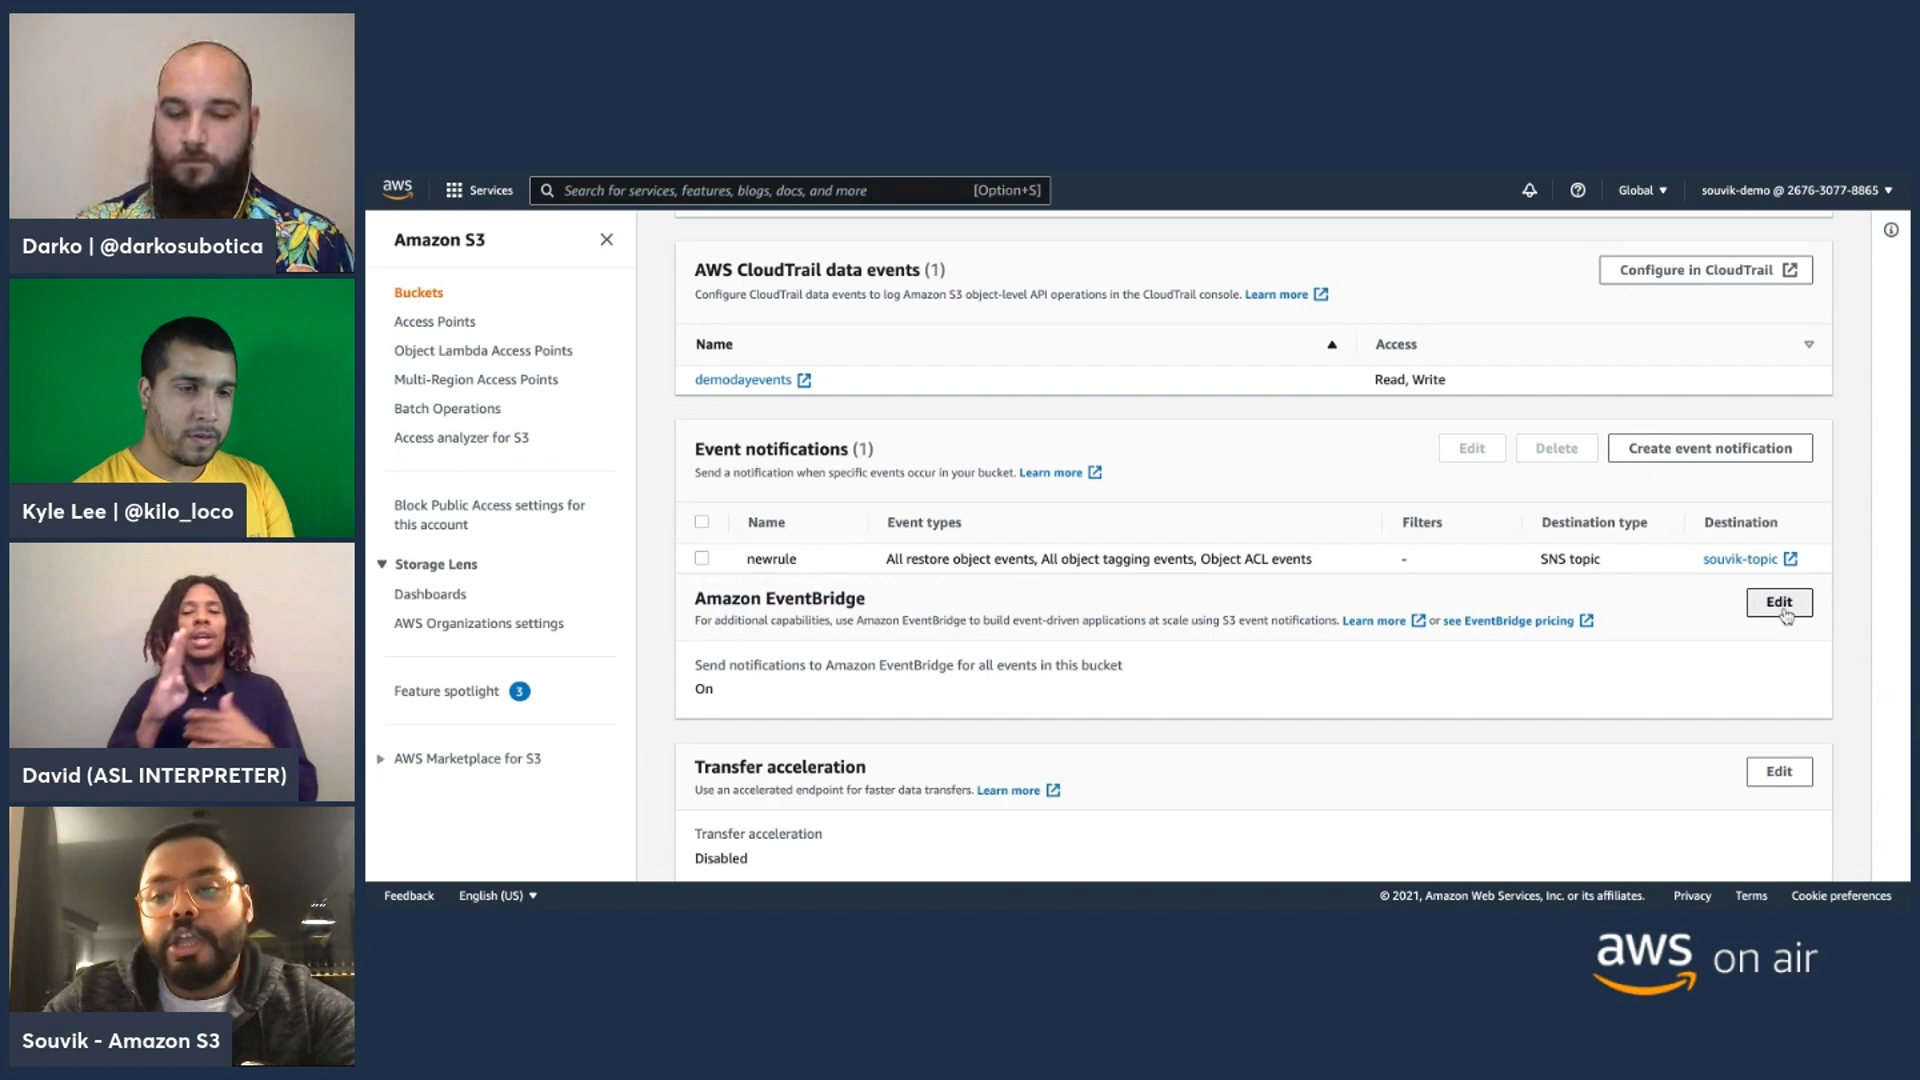 Darko | @darkosubotica
Kyle Lee | @kilo_loco
David (ASL INTERPRETER)
Souvik - Amazon S3
aws
Services
Search for services, features, blogs, docs, and more
[Option+S]
Global
souvik-demo @ 2676-3077-8865
Amazon S3
Buckets
Access Points
Object Lambda Access Points
Multi-Region Access Points
Batch Operations
Access analyzer for S3
Block Public Access settings for
this account
Storage Lens
Dashboards
AWS Organizations settings
Feature spotlight 3
AWS Marketplace for S3
AWS CloudTrail data events (1)
Configure in CloudTrail
Configure CloudTrail data events to log Amazon S3 object-level API operations in the CloudTrail console. Learn more
Name Access
demodayevents Read, Write
Event notifications (1)
Edit Delete Create event notification
Send a notification when specific events occur in your bucket. Learn more
Name Event types Filters Destination type Destination
newrule All restore object events, All object tagging events, Object ACL events - SNS topic souvik-topic
Amazon EventBridge
Edit
For additional capabilities, use Amazon EventBridge to build event-driven applications at scale using S3 event notifications. Learn more or see EventBridge pricing
Send notifications to Amazon EventBridge for all events in this bucket
On
Transfer acceleration
Edit
Use an accelerated endpoint for faster data transfers. Learn more
Transfer acceleration
Disabled
Feedback English (US)
© 2021, Amazon Web Services, Inc. or its affiliates. Privacy Terms Cookie preferences
aws on air